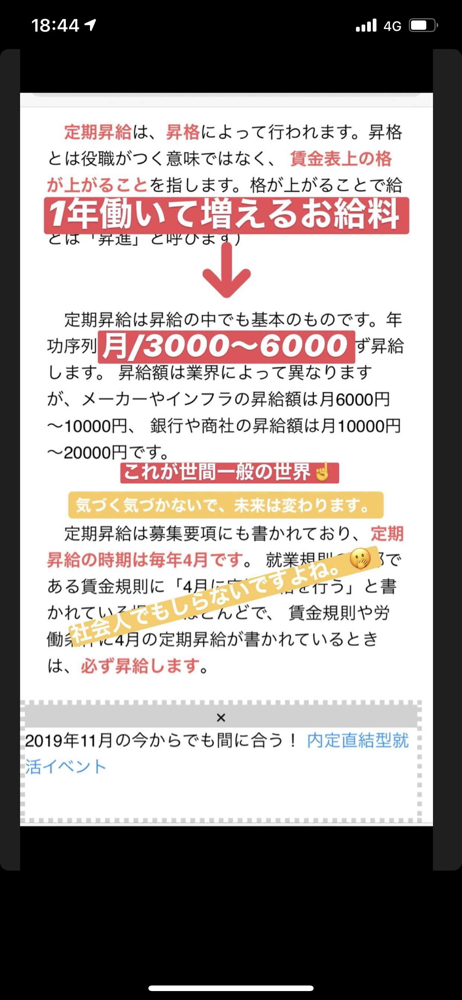 18:44
4G
定期昇給は、昇格によって行われます。昇格
とは役職がつく意味ではなく、 賃金表上の格
が上がることを指します。格が上がることで給
1年働いて増えるお給料
とは「昇進」と呼びます）
定期昇給は昇給の中でも基本のものです。年
功序列
月/3000〜6000
ず昇給
します。 昇給額は業界によって異なります
が、メーカーやインフラの昇給額は月6000円
〜10000円、 銀行や商社の昇給額は月10000円
〜20000円です。
これが世間一般の世界☝️
気づく気づかないで、未来は変わります。
定期昇給は募集要項にも書かれており、 定期
昇給の時期は毎年4月です。 就業規則
で
社会人でもしらないですよね。🤭
ある賃金規則に「4月に
を行う」と書
かれている
ほとんどで、 賃金規則や労
働条件に4月の定期昇給が書かれているとき
は、必ず昇給します。
×
2019年11月の今からでも間に合う！ 内定直結型就
活イベント